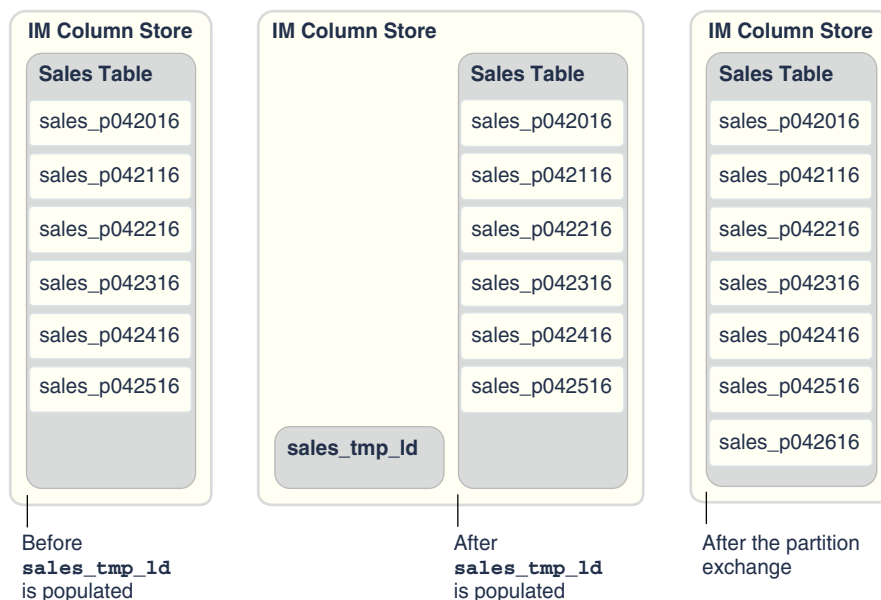 IM Column Store
Sales Table
sales_p042016
sales_p042116
sales_p042216
sales_p042316
sales_p042416
sales_p042516
Before
sales_tmp_ld
is populated
IM Column Store
sales_tmp_ld
Sales Table
sales_p042016
sales_p042116
sales_p042216
sales_p042316
sales_p042416
sales_p042516
After
sales_tmp_ld
is populated
IM Column Store
Sales Table
sales_p042016
sales_p042116
sales_p042216
sales_p042316
sales_p042416
sales_p042516
sales_p042616
After the partition
exchange